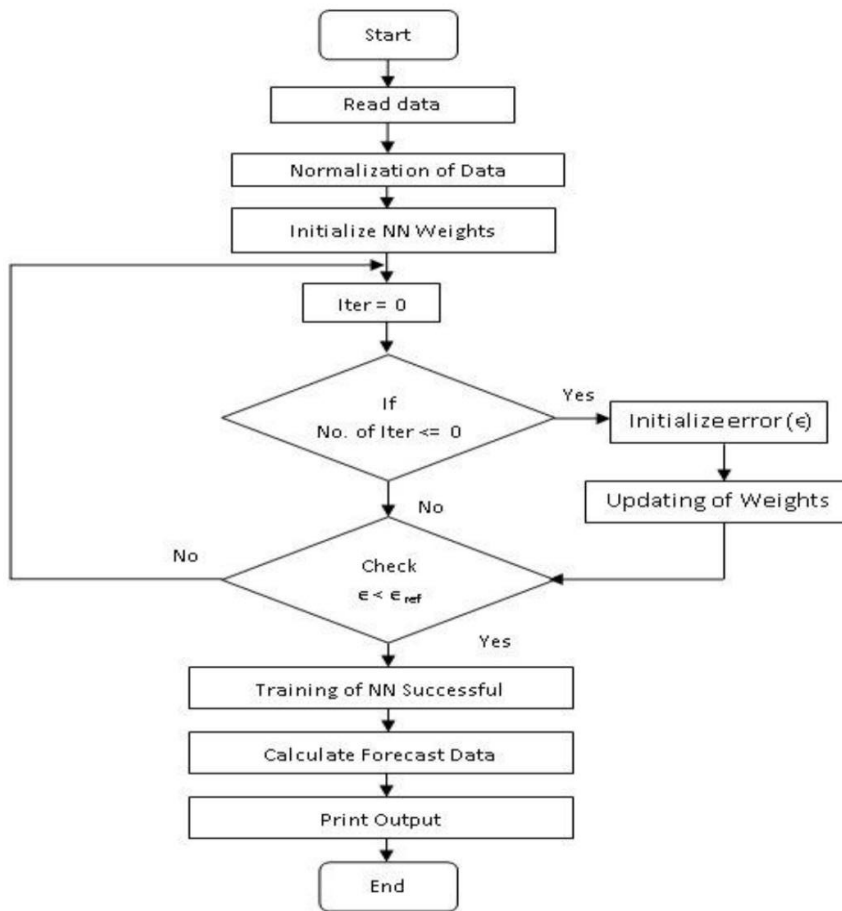 Start
Read data
Normalization of Data
Initialize NN Weights
Iter = 0
If
No. of Iter <= 0
Yes
Initialize error (ϵ)
Updating of Weights
No
No
Check
ϵ < ϵ ref
Yes
Training of NN Successful
Calculate Forecast Data
Print Output
End